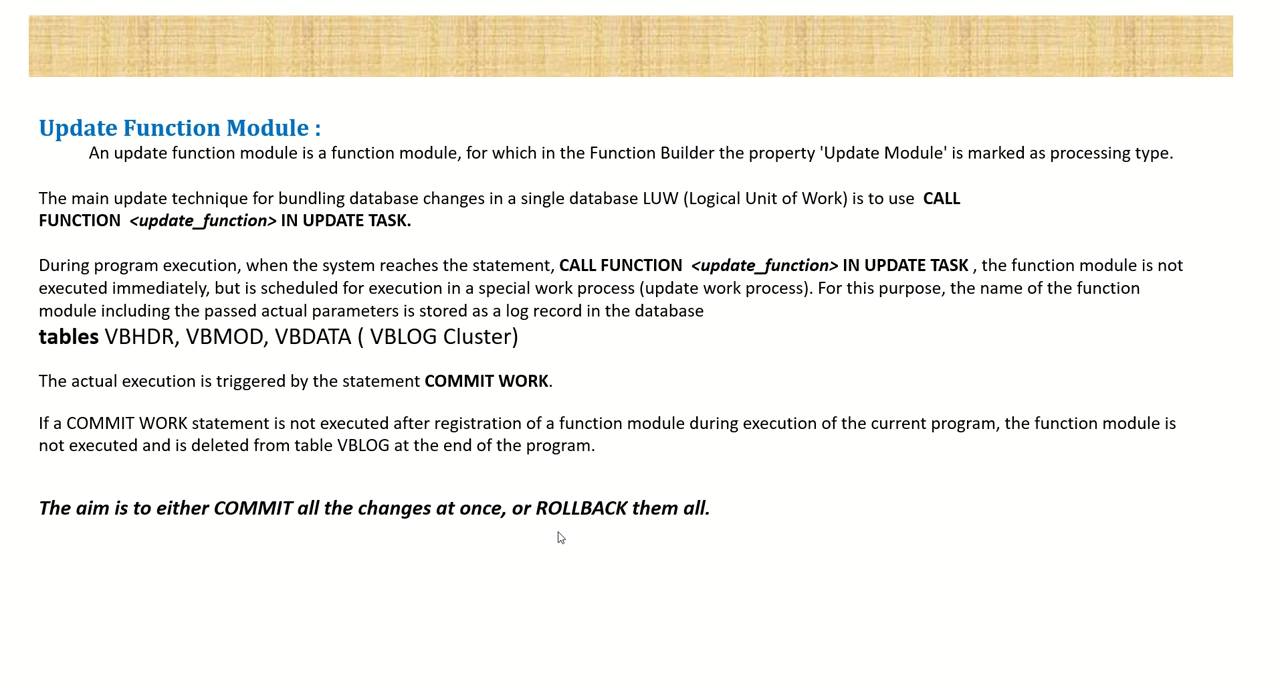 Update Function Module :
An update function module is a function module, for which in the Function Builder the property 'Update Module' is marked as processing type.
The main update technique for bundling database changes in a single database LUW (Logical Unit of Work) is to use CALL
FUNCTION <update_function> IN UPDATE TASK.
During program execution, when the system reaches the statement, CALL FUNCTION <update_function> IN UPDATE TASK , the function module is not
executed immediately, but is scheduled for execution in a special work process (update work process). For this purpose, the name of the function
module including the passed actual parameters is stored as a log record in the database
tables VBHDR, VBMOD, VBDATA ( VBLOG Cluster)
The actual execution is triggered by the statement COMMIT WORK.
If a COMMIT WORK statement is not executed after registration of a function module during execution of the current program, the function module is
not executed and is deleted from table VBLOG at the end of the program.
The aim is to either COMMIT all the changes at once, or ROLLBACK them all.